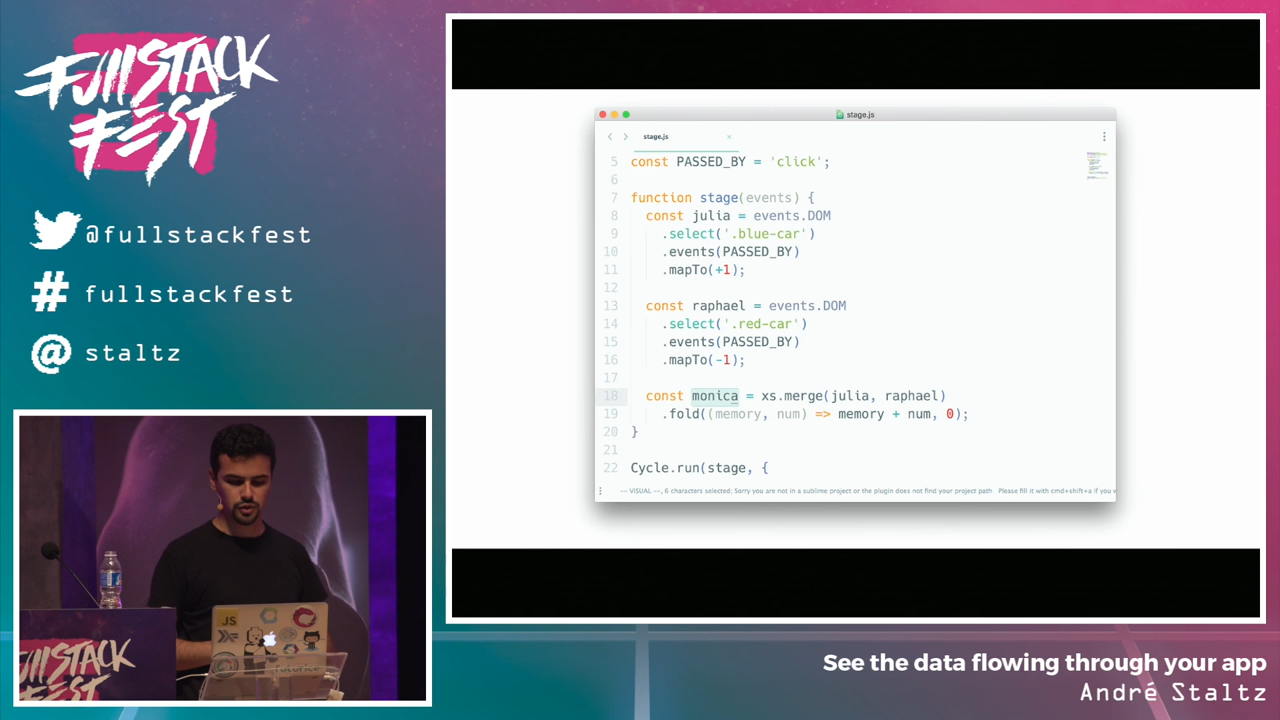 FullSTACK
FEST
@fullstackfest
# fullstackfest
@ staltz
stage.js
stage.js
5 const PASSED_BY = 'click';
6
7 function stage(events) {
8 const julia = events.DOM
9 .select('.blue-car')
10 .events(PASSED_BY)
11 .mapTo(+1);
12
13 const raphael = events.DOM
14 .select('.red-car')
15 .events(PASSED_BY)
16 .mapTo(-1);
17
18 const monica = xs.merge(julia, raphael)
19 .fold((memory, num) => memory + num, 0);
20 }
21
22 Cycle.run(stage, {
-- VISUAL --, 6 characters selected; Sorry you are not in a sublime project or the plugin does not find your project path. Please fill it with cmd+shift+a if you w
JS
futurice
FullSTACK
FEST
See the data flowing through your app
André Staltz